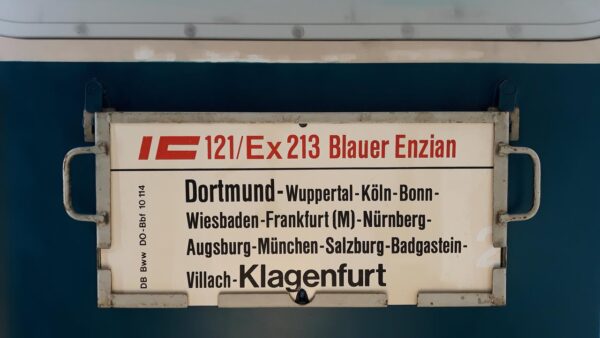 IC 121/Ex 213 Blauer Enzian
DB Bww DO-Bbf 10 114
Dortmund-Wuppertal-Köln-Bonn-
Wiesbaden-Frankfurt (M)-Nürnberg-
Augsburg-München-Salzburg-Badgastein-
Villach-Klagenfurt